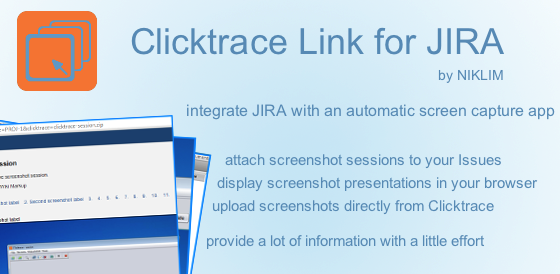 Clicktrace Link for JIRA
by NIKLIM
integrate JIRA with an automatic screen capture app
attach screenshot sessions to your Issues
display screenshot presentations in your browser
upload screenshots directly from Clicktrace
provide a lot of information with a little effort